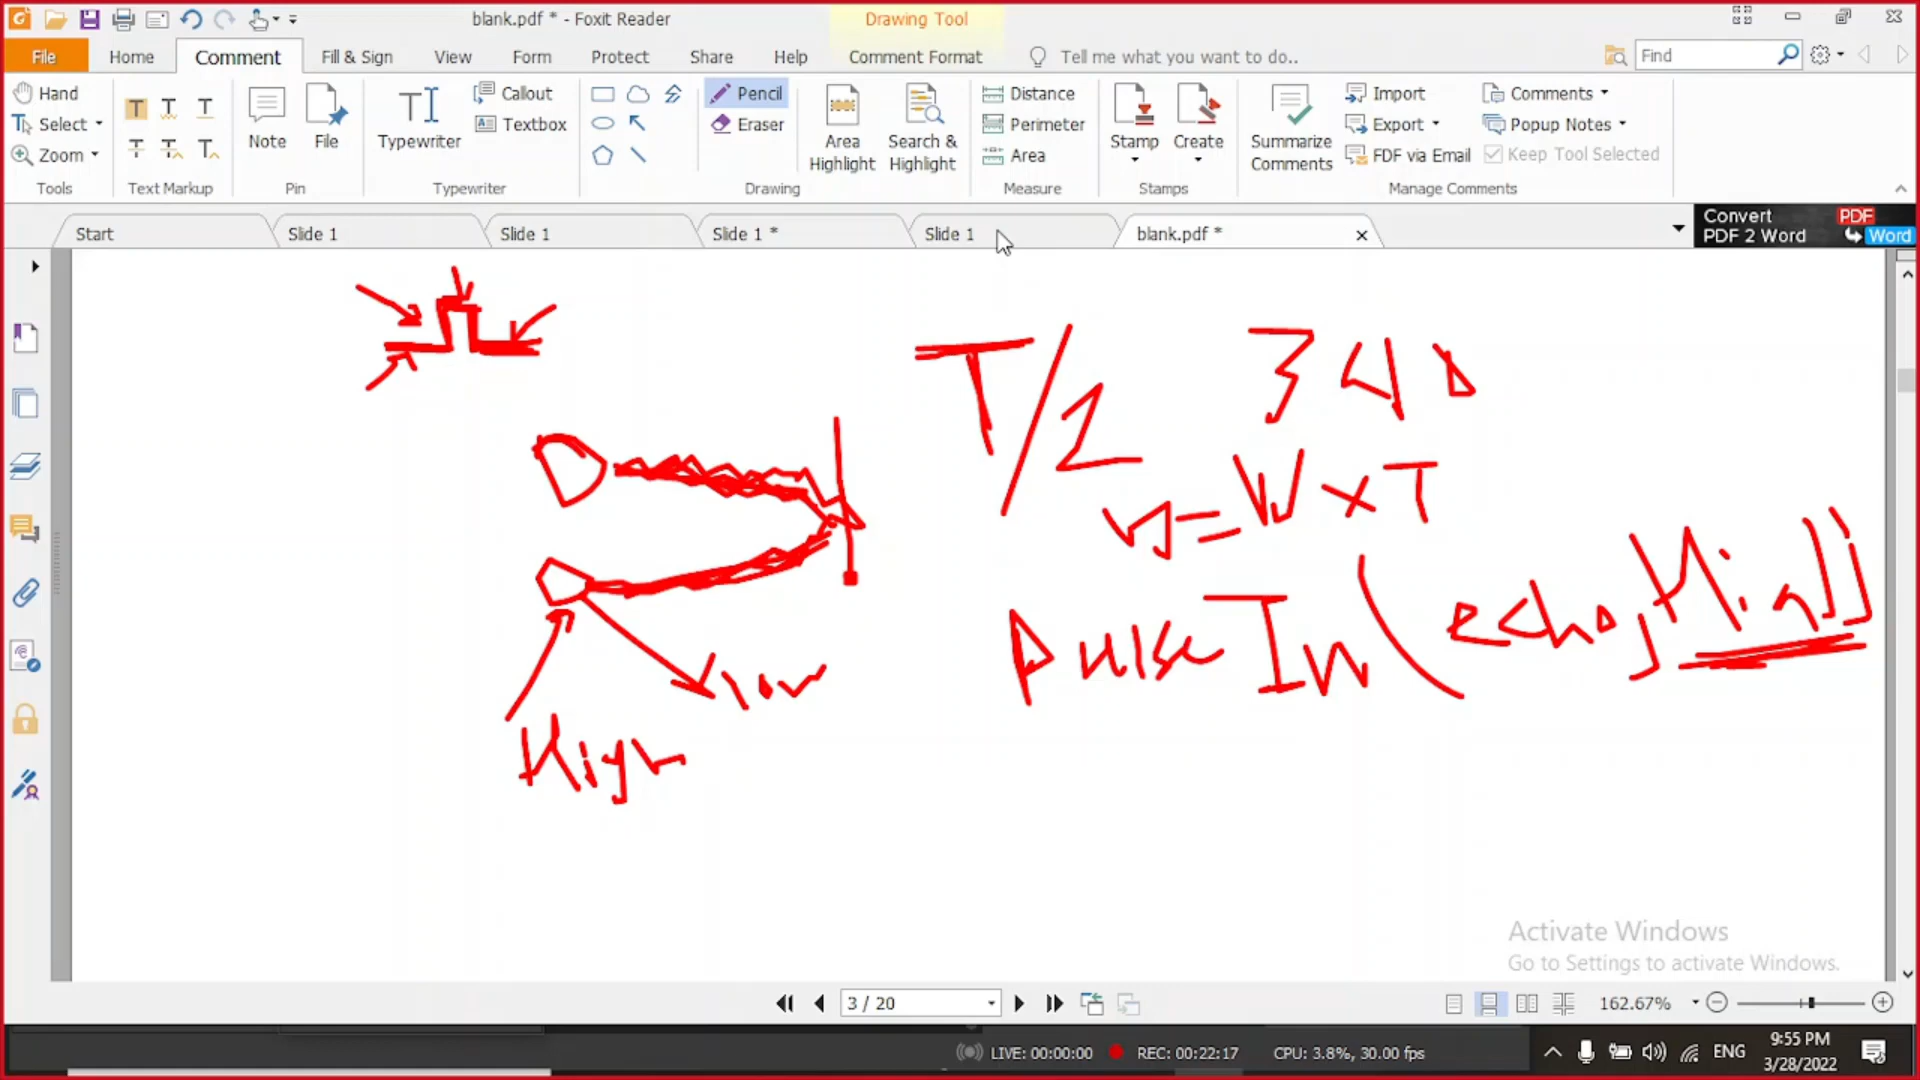 blank.pdf * - Foxit Reader
Drawing Tool
File
Home
Comment
Fill & Sign
View
Form
Protect
Share
Help
Comment Format
Tell me what you want to do..
Find
Hand
Select
Zoom
Tools
Text Markup
Note
File
Pin
Typewriter
Callout
Textbox
Typewriter
Pencil
Eraser
Drawing
Area
Highlight
Search &
Highlight
Distance
Perimeter
Area
Measure
Stamp
Create
Stamps
Summarize
Comments
Import
Export
FDF via Email
Comments
Popup Notes
Keep Tool Selected
Manage Comments
Start
Slide 1
Slide 1
Slide 1 *
Slide 1
blank.pdf *
Convert
PDF 2 Word
PDF
Word
T/2
340
= V x T
pulse In (echo, High)
low
High
Activate Windows
Go to Settings to activate Windows.
3 / 20
162.67%
LIVE: 00:00:00
REC: 00:22:17
CPU: 3.8%, 30.00 fps
ENG
9:55 PM
3/28/2022